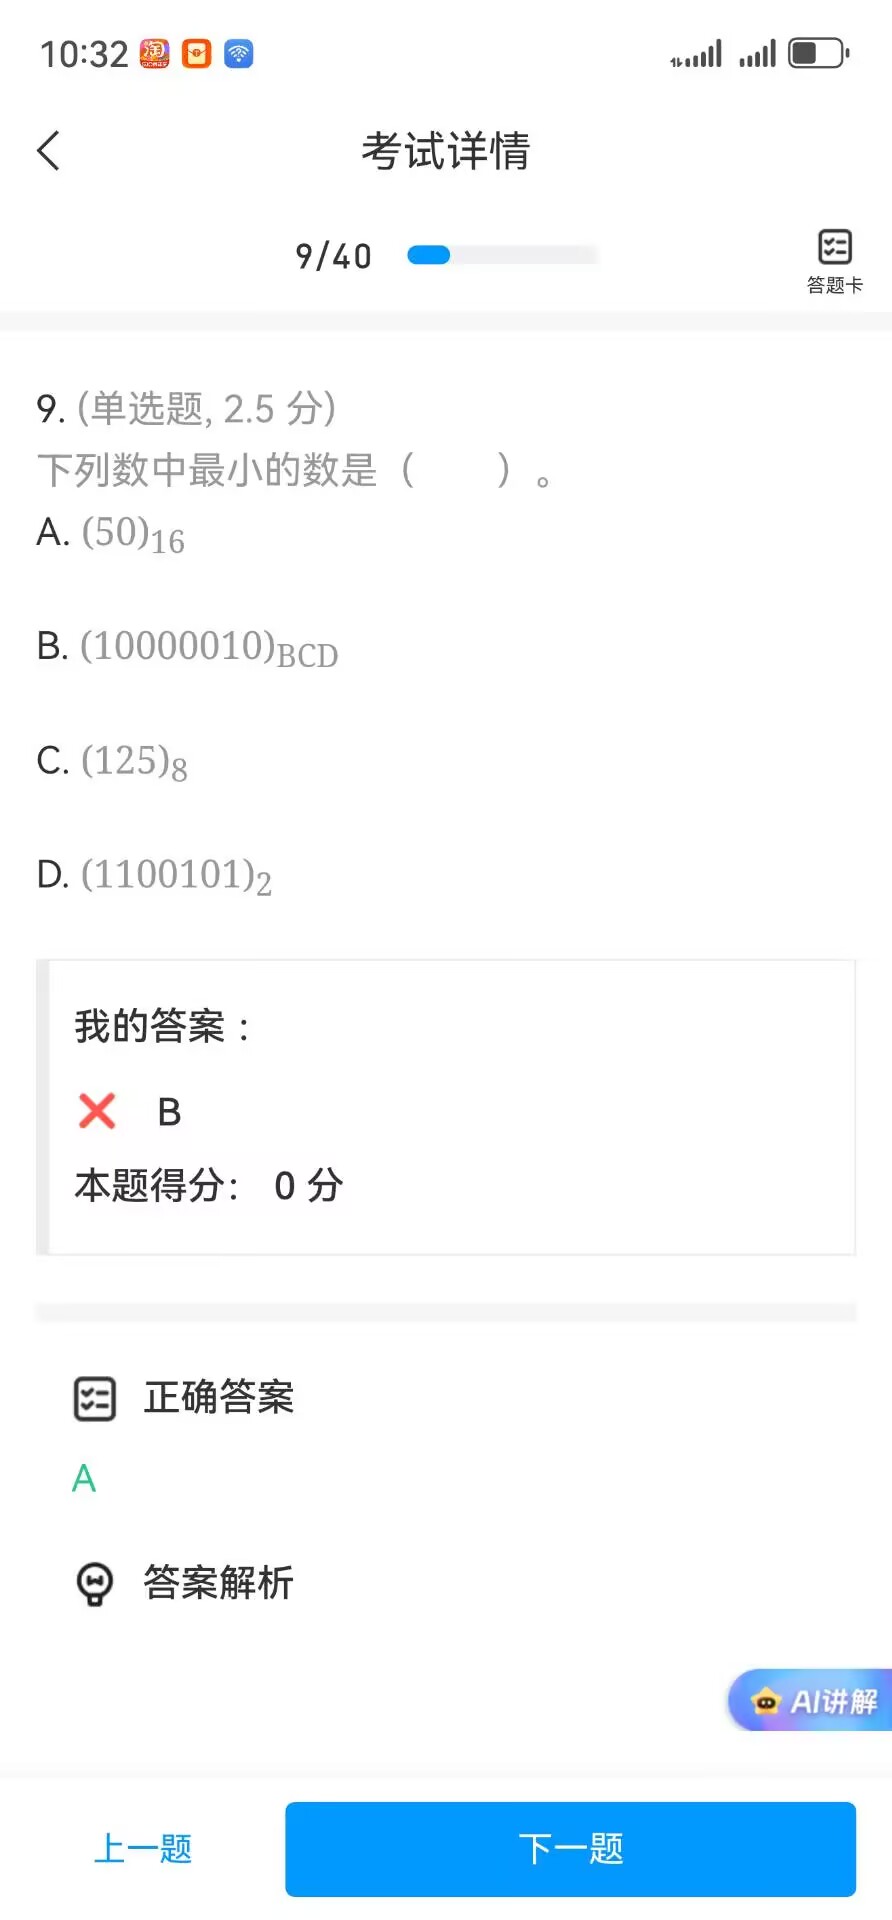 10:32
考试详情
9/40
答题卡
9. (单选题, 2.5 分)
下列数中最小的数是（　　）。
A. (50)₁₆
B. (10000010)BCD
C. (125)₈
D. (1100101)₂
我的答案：
❌ B
本题得分： 0 分
正确答案
A
答案解析
AI讲解
上一题
下一题